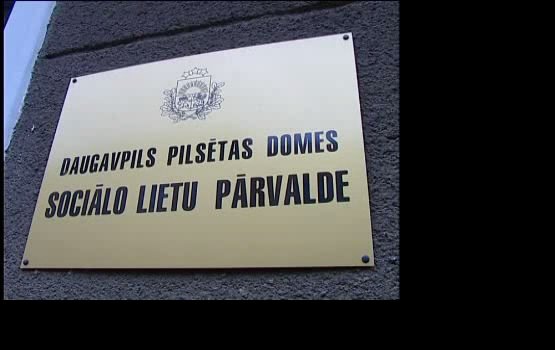 DAUGAVPILS PILSĒTAS DOMES
SOCIĀLO LIETU PĀRVALDE